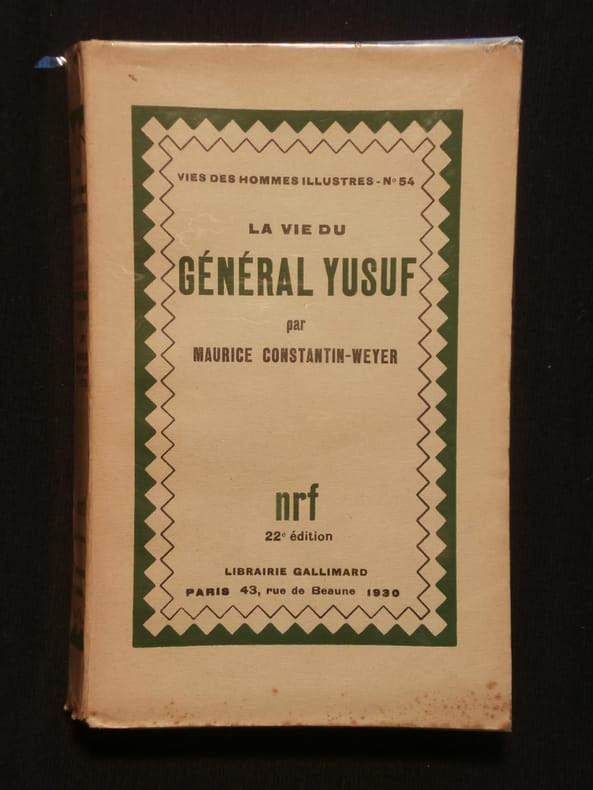 VIES DES HOMMES ILLUSTRES - Nº 54
LA VIE DU
GÉNÉRAL YUSUF
par
MAURICE CONSTANTIN-WEYER
nrf
22e édition
LIBRAIRIE GALLIMARD
PARIS 43, rue de Beaune 1930